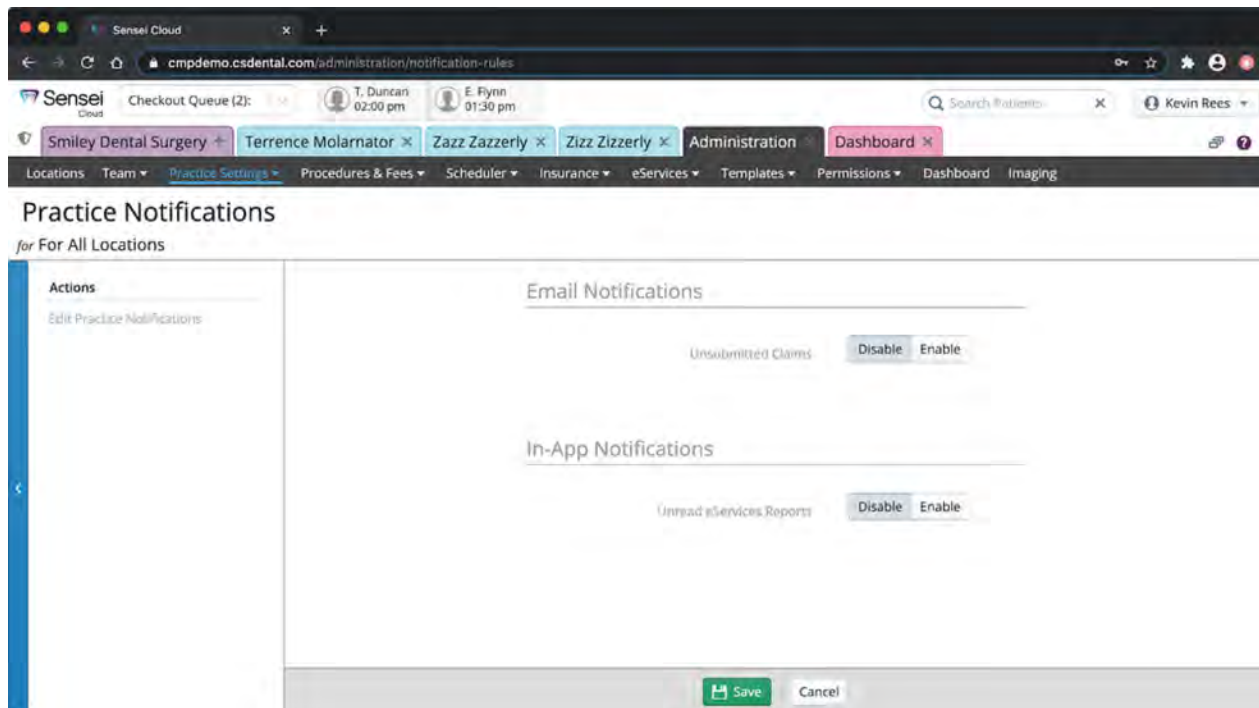 Sensei Cloud × +
cmpdemo.csdental.com/administration/notification-rules
Sensei Cloud Checkout Queue (2): T. Duncan 02:00 pm E. Flynn 01:30 pm Search Patients × Kevin Rees
Smiley Dental Surgery + Terrence Molarnator × Zazz Zazzerly × Zizz Zizzerly × Administration × Dashboard × ?
Locations Team Practice Settings Procedures & Fees Scheduler Insurance eServices Templates Permissions Dashboard Imaging
Practice Notifications
for For All Locations
Actions
Edit Practice Notifications
Email Notifications
Unsubmitted Claims Disable Enable
In-App Notifications
Unread eServices Reports Disable Enable
Save Cancel